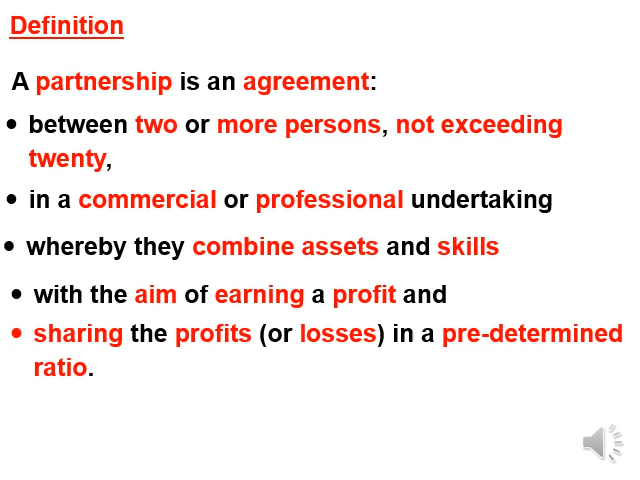 Definition
A partnership is an agreement:
• between two or more persons, not exceeding
twenty,
• in a commercial or professional undertaking
• whereby they combine assets and skills
• with the aim of earning a profit and
• sharing the profits (or losses) in a pre-determined
ratio.